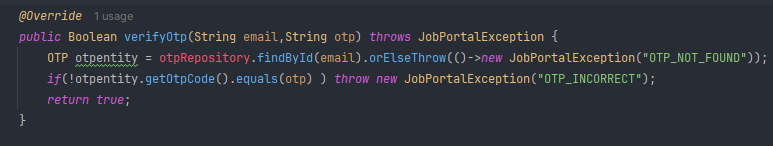 @Override 1 usage
public Boolean verifyOtp(String email,String otp) throws JobPortalException {
OTP otpentity = otpRepository.findById(email).orElseThrow(()->new JobPortalException("OTP_NOT_FOUND"));
if(!otpentity.getOtpCode().equals(otp) ) throw new JobPortalException("OTP_INCORRECT");
return true;
}